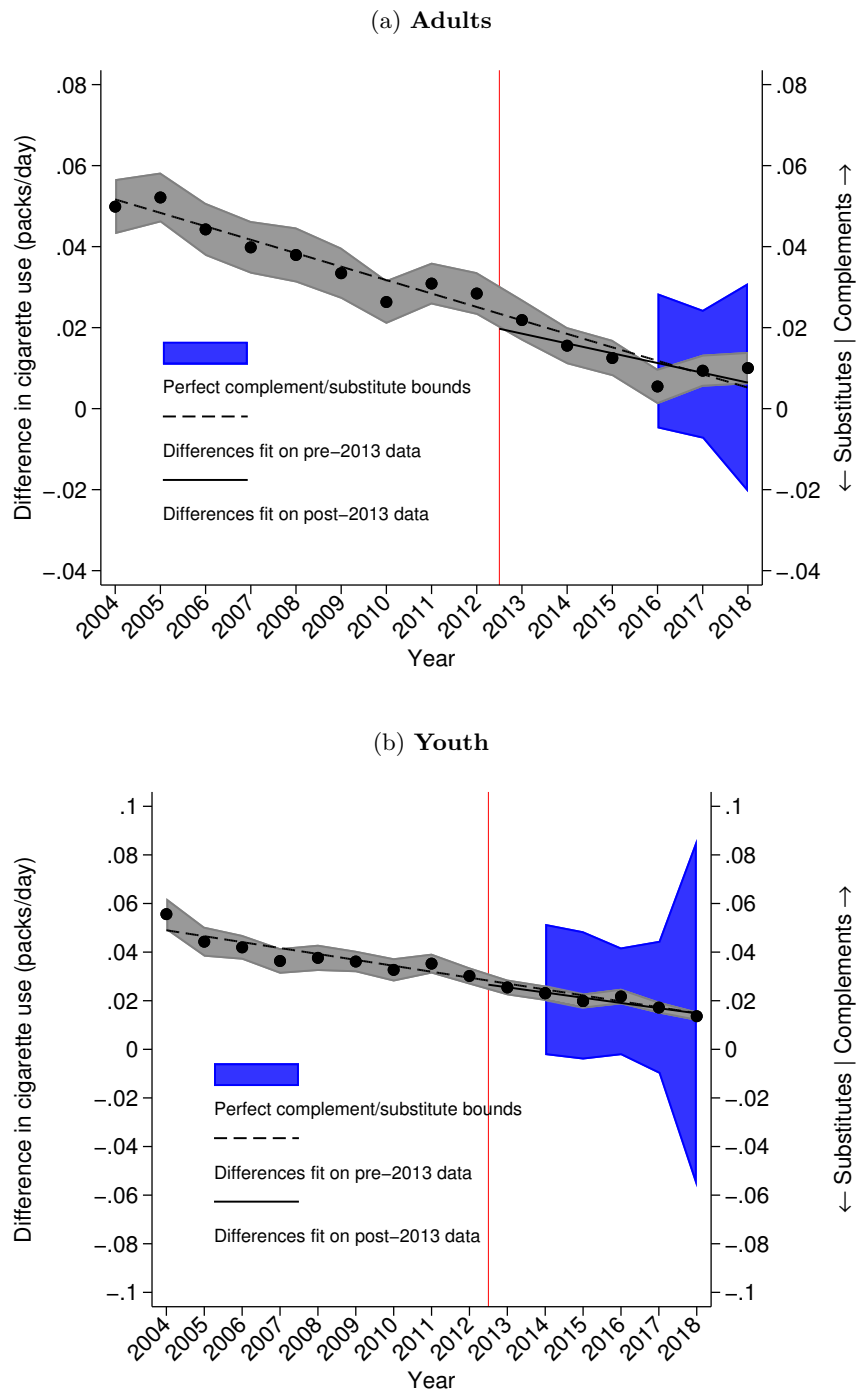 (a) Adults
Difference in cigarette use (packs/day)
.08
.06
.04
.02
0
−.02
−.04
Perfect complement/substitute bounds
Differences fit on pre−2013 data
Differences fit on post−2013 data
.08
.06
.04
.02
0
−.02
−.04
← Substitutes | Complements →
2004 2005 2006 2007 2008 2009 2010 2011 2012 2013 2014 2015 2016 2017 2018
Year
(b) Youth
Difference in cigarette use (packs/day)
.1
.08
.06
.04
.02
0
−.02
−.04
−.06
−.08
−.1
Perfect complement/substitute bounds
Differences fit on pre−2013 data
Differences fit on post−2013 data
.1
.08
.06
.04
.02
0
−.02
−.04
−.06
−.08
−.1
← Substitutes | Complements →
2004 2005 2006 2007 2008 2009 2010 2011 2012 2013 2014 2015 2016 2017 2018
Year